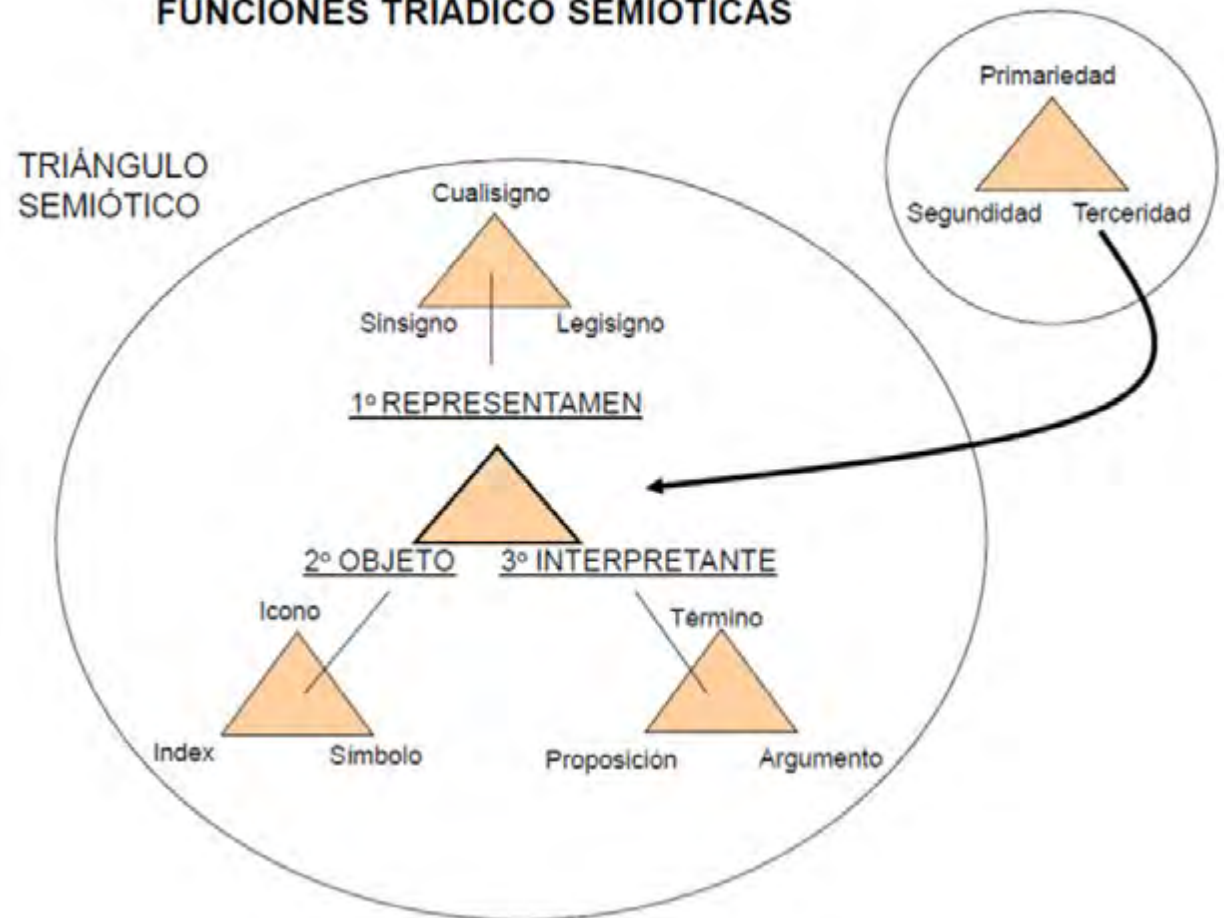 FUNCIONES TRIÁDICO SEMIÓTICAS
Primariedad
Segundidad Terceridad
TRIÁNGULO
SEMIÓTICO
Cualisigno
Sinsigno Legisigno
1º REPRESENTAMEN
2º OBJETO 3º INTERPRETANTE
Icono
Index Símbolo
Término
Proposición Argumento